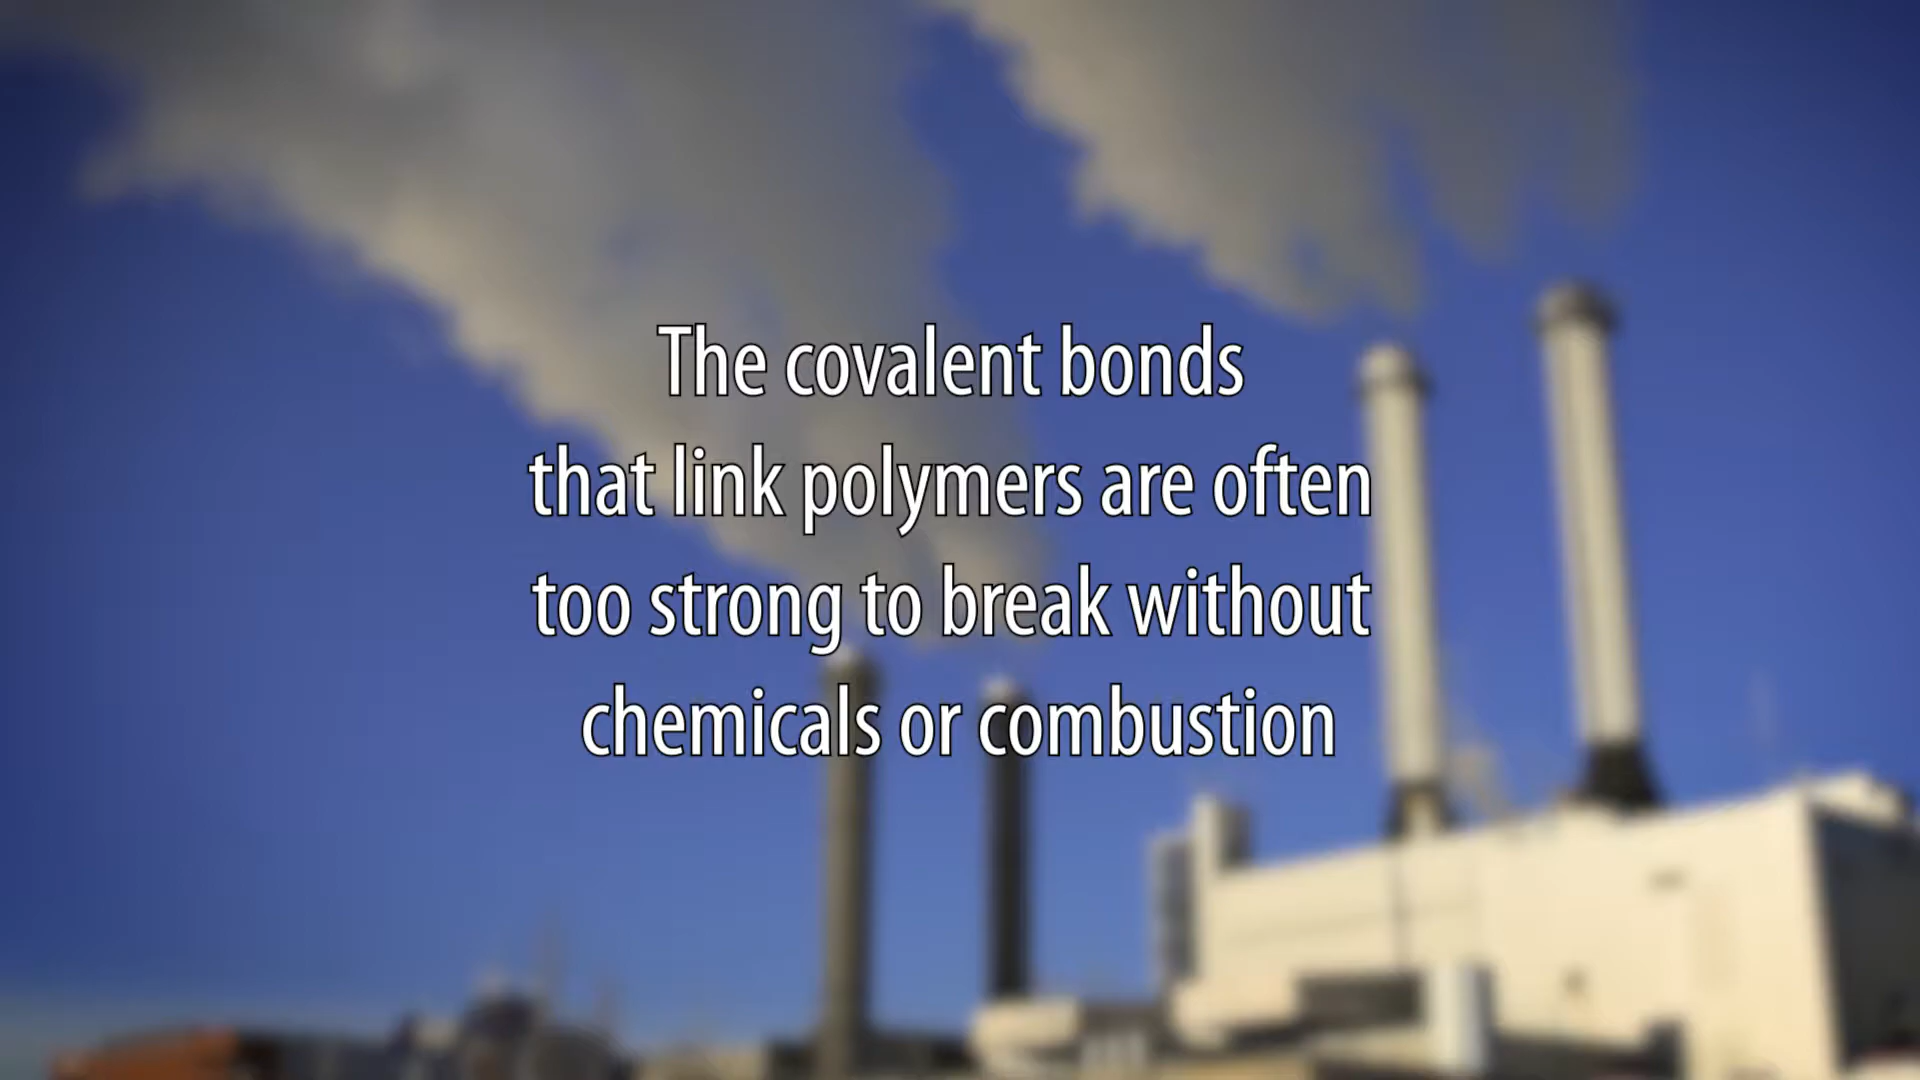 The covalent bonds
that link polymers are often
too strong to break without
chemicals or combustion